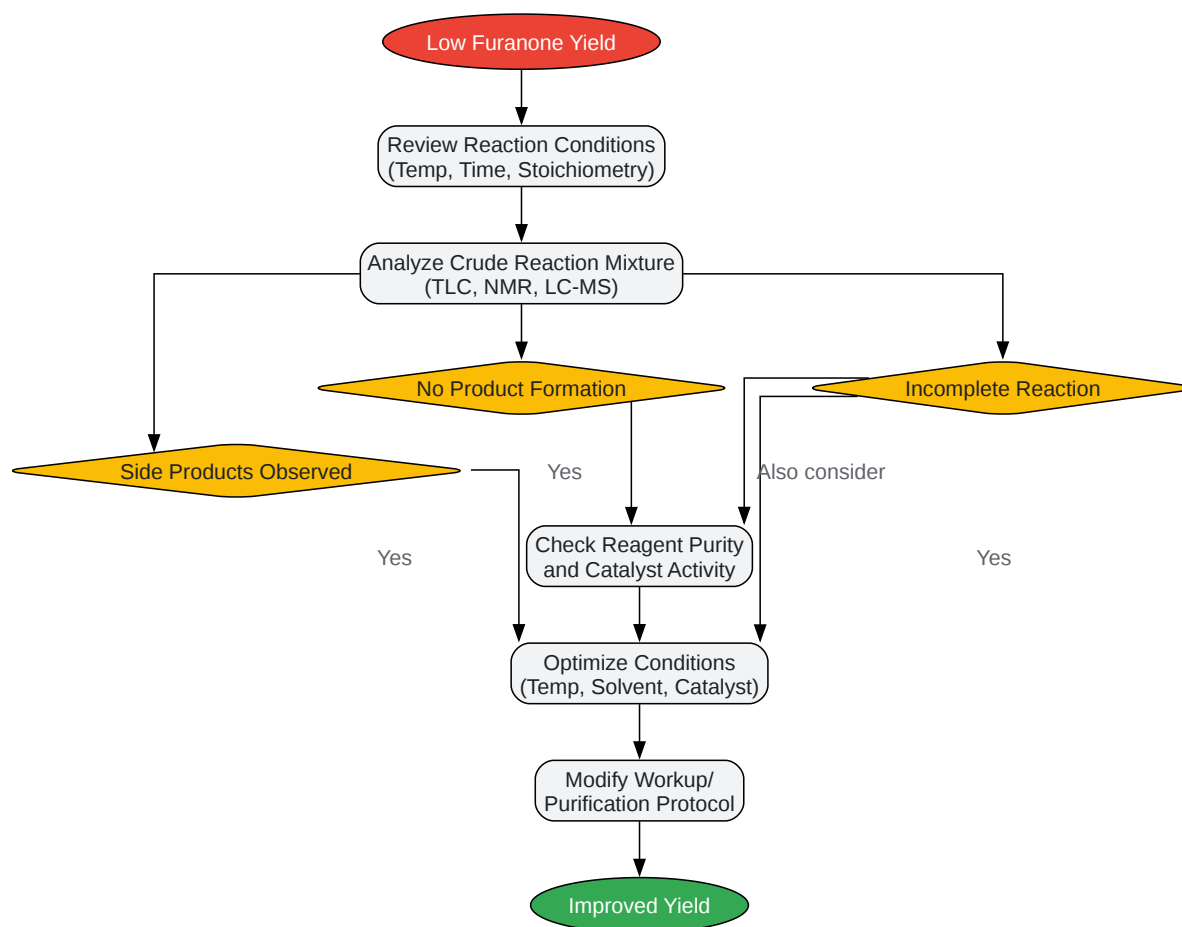 Low Furanone Yield
Review Reaction Conditions
(Temp, Time, Stoichiometry)
Analyze Crude Reaction Mixture
(TLC, NMR, LC-MS)
No Product Formation
Incomplete Reaction
Side Products Observed
Yes
Also consider
Check Reagent Purity
and Catalyst Activity
Yes
Yes
Optimize Conditions
(Temp, Solvent, Catalyst)
Modify Workup/
Purification Protocol
Improved Yield